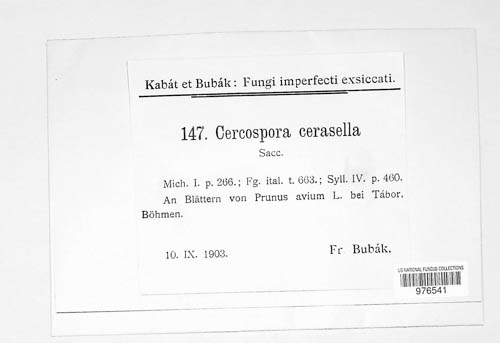 Kabát et Bubák: Fungi imperfecti exsiccati.
147. Cercospora cerasella
Sacc.
Mich. I. p. 266.; Fg. ital. t. 663.; Syll. IV. p. 460.
An Blättern von Prunus avium L. bei Tábor.
Böhmen.
10. IX. 1903.
Fr Bubák.
US NATIONAL FUNGUS COLLECTIONS
976541